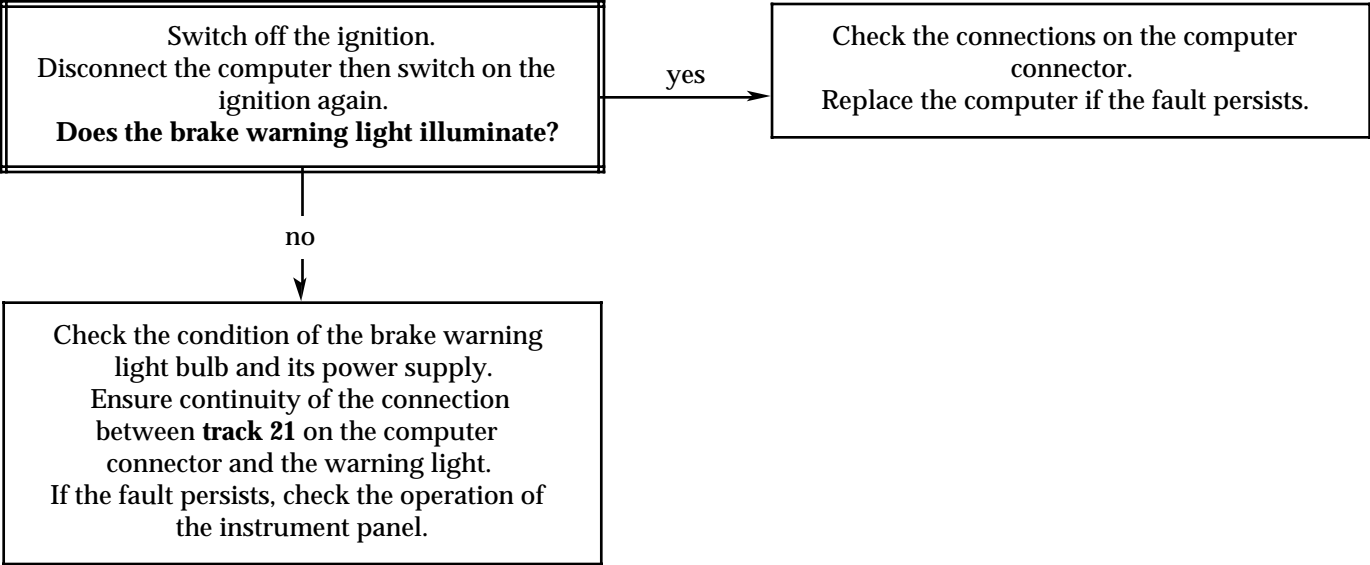 Switch off the ignition.
Disconnect the computer then switch on the
ignition again.
Does the brake warning light illuminate?
yes
Check the connections on the computer
connector.
Replace the computer if the fault persists.
no
Check the condition of the brake warning
light bulb and its power supply.
Ensure continuity of the connection
between track 21 on the computer
connector and the warning light.
If the fault persists, check the operation of
the instrument panel.